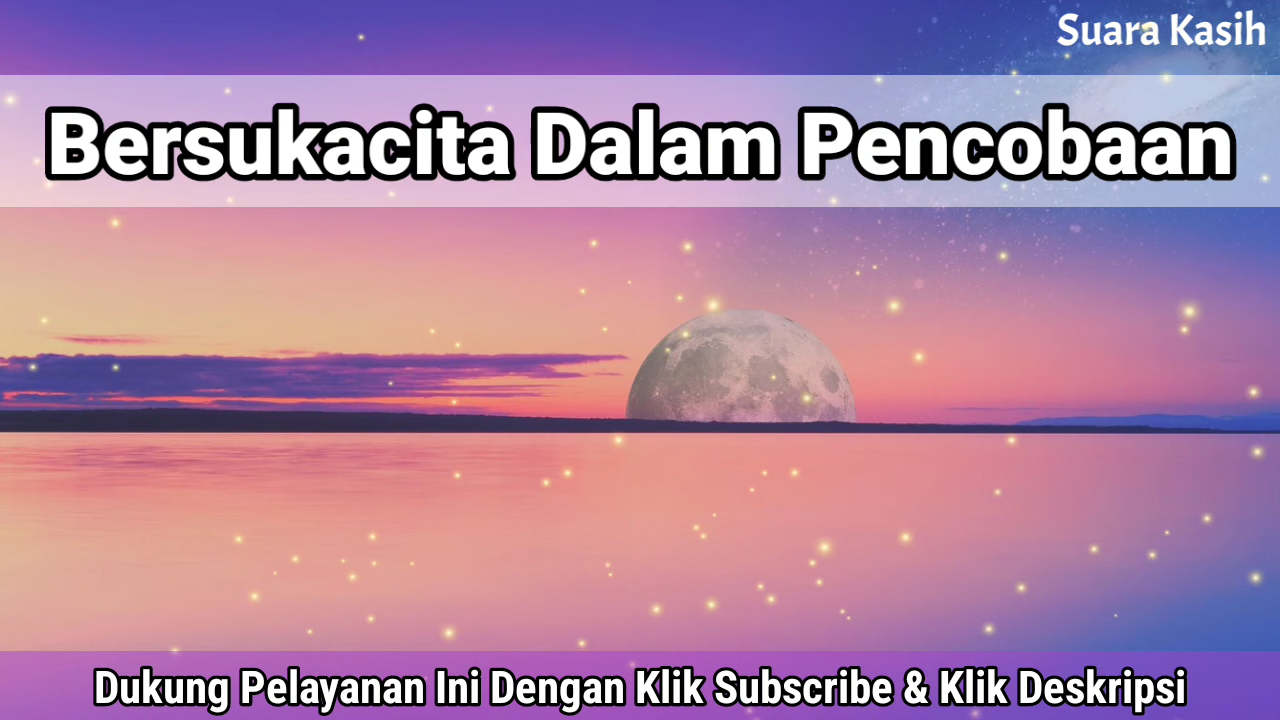 Suara Kasih
Bersukacita Dalam Pencobaan
Dukung Pelayanan Ini Dengan Klik Subscribe & Klik Deskripsi